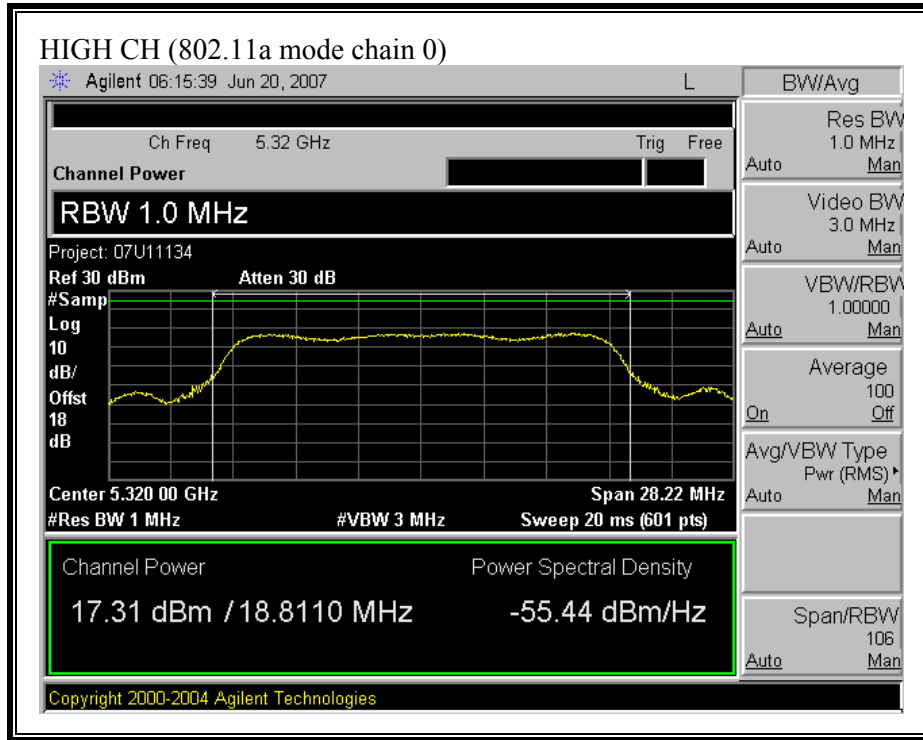 HIGH CH (802.11a mode chain 0)
Agilent 06:15:39 Jun 20, 2007 L
BW/Avg
Ch Freq 5.32 GHz Trig Free
Channel Power
RBW 1.0 MHz
Project: 07U11134
Ref 30 dBm Atten 30 dB
#Samp
Log
10
dB/
Offst
18
dB
Center 5.320 00 GHz Span 28.22 MHz
#Res BW 1 MHz #VBW 3 MHz Sweep 20 ms (601 pts)
Channel Power Power Spectral Density
17.31 dBm / 18.8110 MHz -55.44 dBm/Hz
Copyright 2000-2004 Agilent Technologies
Res BW
1.0 MHz
Auto Man
Video BW
3.0 MHz
Auto Man
VBW/RBW
1.00000
Auto Man
Average
100
On Off
Avg/VBW Type
Pwr (RMS)
Auto Man
Span/RBW
106
Auto Man